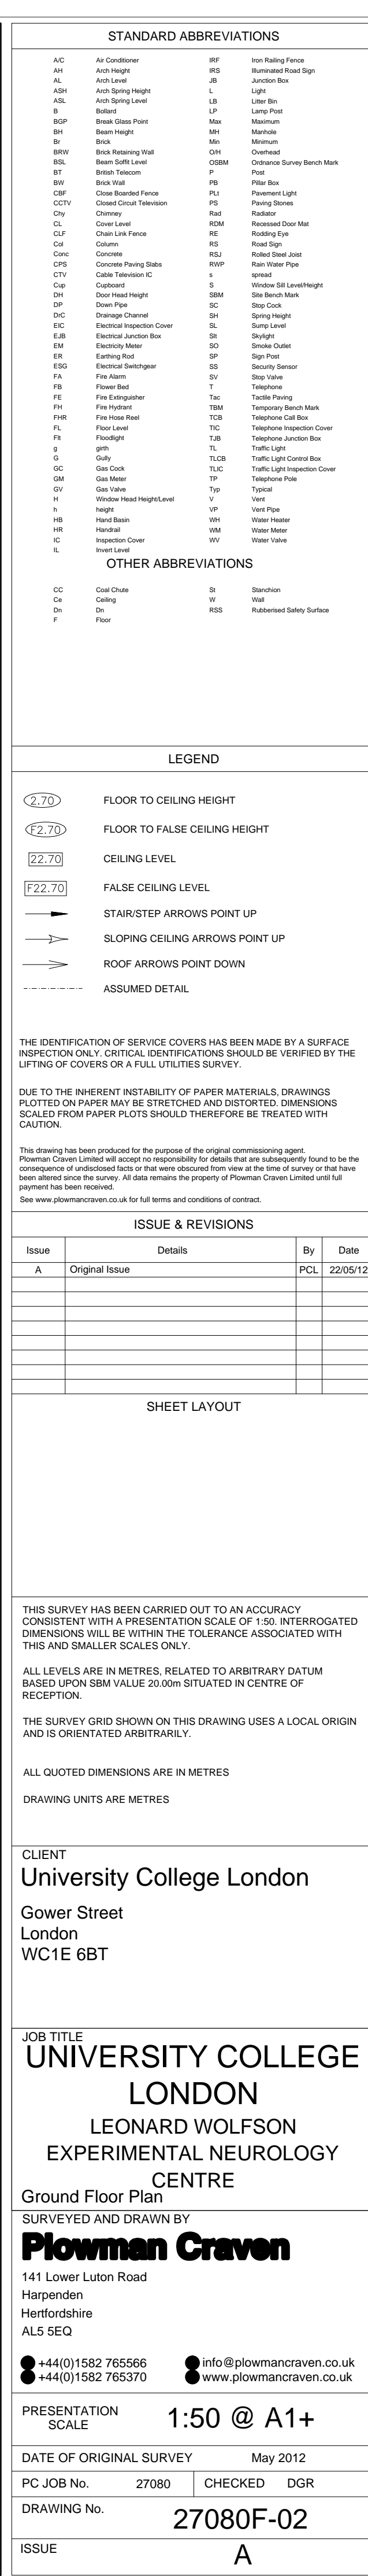 STANDARD ABBREVIATIONS
A/C Air Conditioner IRF Iron Railing Fence
AH Arch Height IRS Illuminated Road Sign
AL Arch Level JB Junction Box
ASH Arch Spring Height L Light
ASL Arch Spring Level LB Litter Bin
B Bollard LP Lamp Post
BGP Break Glass Point Max Maximum
BH Beam Height MH Manhole
Br Brick Min Minimum
BRW Brick Retaining Wall O/H Overhead
BSL Beam Soffit Level OSBM Ordnance Survey Bench Mark
BT British Telecom P Post
BW Brick Wall PB Pillar Box
CBF Close Boarded Fence PLt Pavement Light
CCTV Closed Circuit Television PS Paving Stones
Chy Chimney Rad Radiator
CL Cover Level RDM Recessed Door Mat
CLF Chain Link Fence RE Rodding Eye
Col Column RS Road Sign
Conc Concrete RSJ Rolled Steel Joist
CPS Concrete Paving Slabs RWP Rain Water Pipe
CTV Cable Television IC s spread
Cup Cupboard S Window Sill Level/Height
DH Door Head Height SBM Site Bench Mark
DP Down Pipe SC Stop Cock
DrC Drainage Channel SH Spring Height
EIC Electrical Inspection Cover SL Sump Level
EJB Electrical Junction Box Slt Skylight
EM Electricity Meter SO Smoke Outlet
ER Earthing Rod SP Sign Post
ESG Electrical Switchgear SS Security Sensor
FA Fire Alarm SV Stop Valve
FB Flower Bed T Telephone
FE Fire Extinguisher Tac Tactile Paving
FH Fire Hydrant TBM Temporary Bench Mark
FHR Fire Hose Reel TCB Telephone Call Box
FL Floor Level TIC Telephone Inspection Cover
Flt Floodlight TJB Telephone Junction Box
g girth TL Traffic Light
G Gully TLCB Traffic Light Control Box
GC Gas Cock TLIC Traffic Light Inspection Cover
GM Gas Meter TP Telephone Pole
GV Gas Valve Typ Typical
H Window Head Height/Level V Vent
h height VP Vent Pipe
HB Hand Basin WH Water Heater
HR Handrail WM Water Meter
IC Inspection Cover WV Water Valve
IL Invert Level
OTHER ABBREVIATIONS
CC Coal Chute St Stanchion
Ce Ceiling W Wall
Dn Dn RSS Rubberised Safety Surface
F Floor
LEGEND
2.70 FLOOR TO CEILING HEIGHT
F2.70 FLOOR TO FALSE CEILING HEIGHT
22.70 CEILING LEVEL
F22.70 FALSE CEILING LEVEL
STAIR/STEP ARROWS POINT UP
SLOPING CEILING ARROWS POINT UP
ROOF ARROWS POINT DOWN
ASSUMED DETAIL
THE IDENTIFICATION OF SERVICE COVERS HAS BEEN MADE BY A SURFACE
INSPECTION ONLY. CRITICAL IDENTIFICATIONS SHOULD BE VERIFIED BY THE
LIFTING OF COVERS OR A FULL UTILITIES SURVEY.
DUE TO THE INHERENT INSTABILITY OF PAPER MATERIALS, DRAWINGS
PLOTTED ON PAPER MAY BE STRETCHED AND DISTORTED. DIMENSIONS
SCALED FROM PAPER PLOTS SHOULD THEREFORE BE TREATED WITH
CAUTION.
This drawing has been produced for the purpose of the original commissioning agent.
Plowman Craven Limited will accept no responsibility for details that are subsequently found to be the
consequence of undisclosed facts or that were obscured from view at the time of survey or that have
been altered since the survey. All data remains the property of Plowman Craven Limited until full
payment has been received.
See www.plowmancraven.co.uk for full terms and conditions of contract.
ISSUE & REVISIONS
Issue Details By Date
A Original Issue PCL 22/05/12
SHEET LAYOUT
THIS SURVEY HAS BEEN CARRIED OUT TO AN ACCURACY
CONSISTENT WITH A PRESENTATION SCALE OF 1:50. INTERROGATED
DIMENSIONS WILL BE WITHIN THE TOLERANCE ASSOCIATED WITH
THIS AND SMALLER SCALES ONLY.
ALL LEVELS ARE IN METRES, RELATED TO ARBITRARY DATUM
BASED UPON SBM VALUE 20.00m SITUATED IN CENTRE OF
RECEPTION.
THE SURVEY GRID SHOWN ON THIS DRAWING USES A LOCAL ORIGIN
AND IS ORIENTATED ARBITRARILY.
ALL QUOTED DIMENSIONS ARE IN METRES
DRAWING UNITS ARE METRES
CLIENT
University College London
Gower Street
London
WC1E 6BT
JOB TITLE
UNIVERSITY COLLEGE
LONDON
LEONARD WOLFSON
EXPERIMENTAL NEUROLOGY
CENTRE
Ground Floor Plan
SURVEYED AND DRAWN BY
Plowman Craven
141 Lower Luton Road
Harpenden
Hertfordshire
AL5 5EQ
+44(0)1582 765566 info@plowmancraven.co.uk
+44(0)1582 765370 www.plowmancraven.co.uk
PRESENTATION
SCALE 1:50 @ A1+
DATE OF ORIGINAL SURVEY May 2012
PC JOB No. 27080 CHECKED DGR
DRAWING No. 27080F-02
ISSUE A